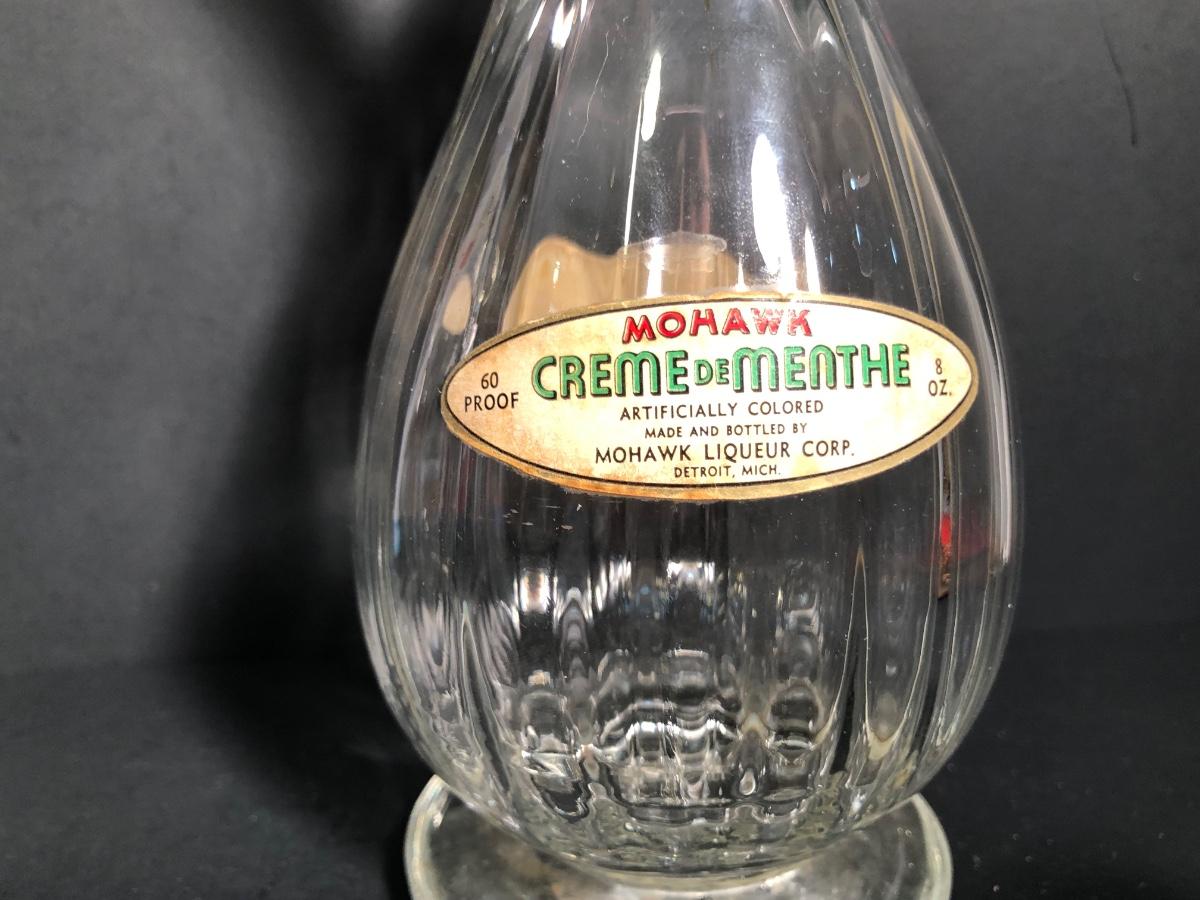 MOHAWK
CREME DE MENTHE
60
PROOF
8
OZ.
ARTIFICIALLY COLORED
MADE AND BOTTLED BY
MOHAWK LIQUEUR CORP.
DETROIT, MICH.